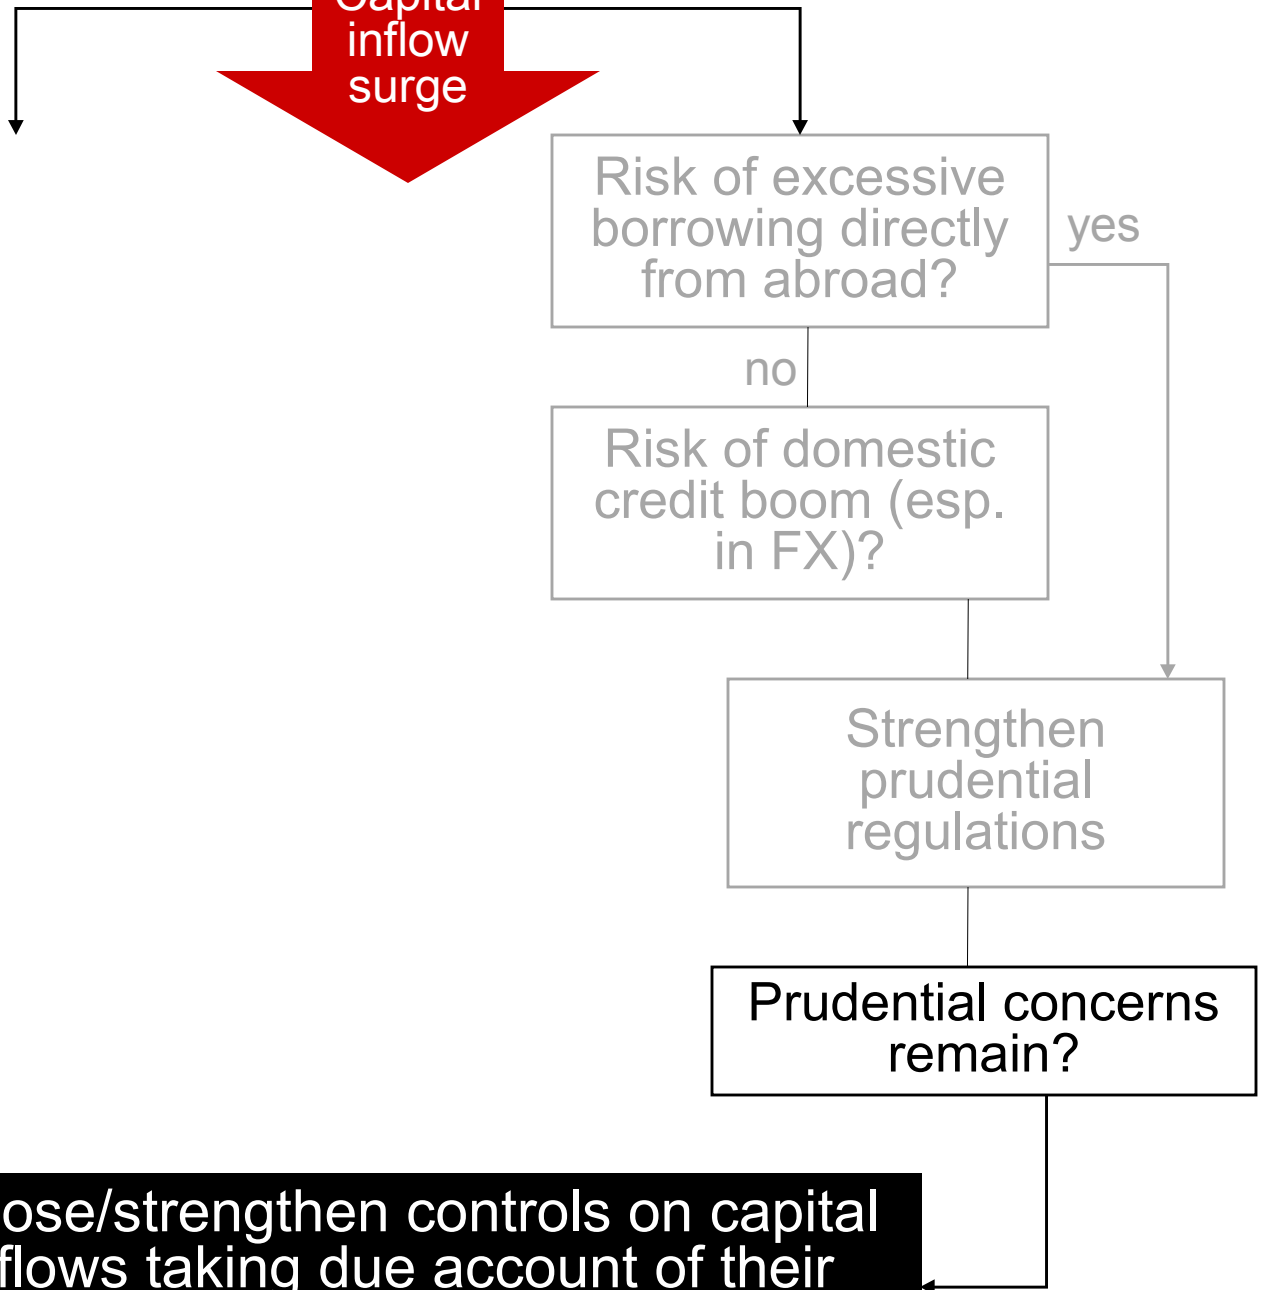 Capital
inflow
surge
Risk of excessive
borrowing directly
from abroad?
yes
no
Risk of domestic
credit boom (esp.
in FX)?
Strengthen
prudential
regulations
Prudential concerns
remain?
ose/strengthen controls on capital
flows taking due account of their